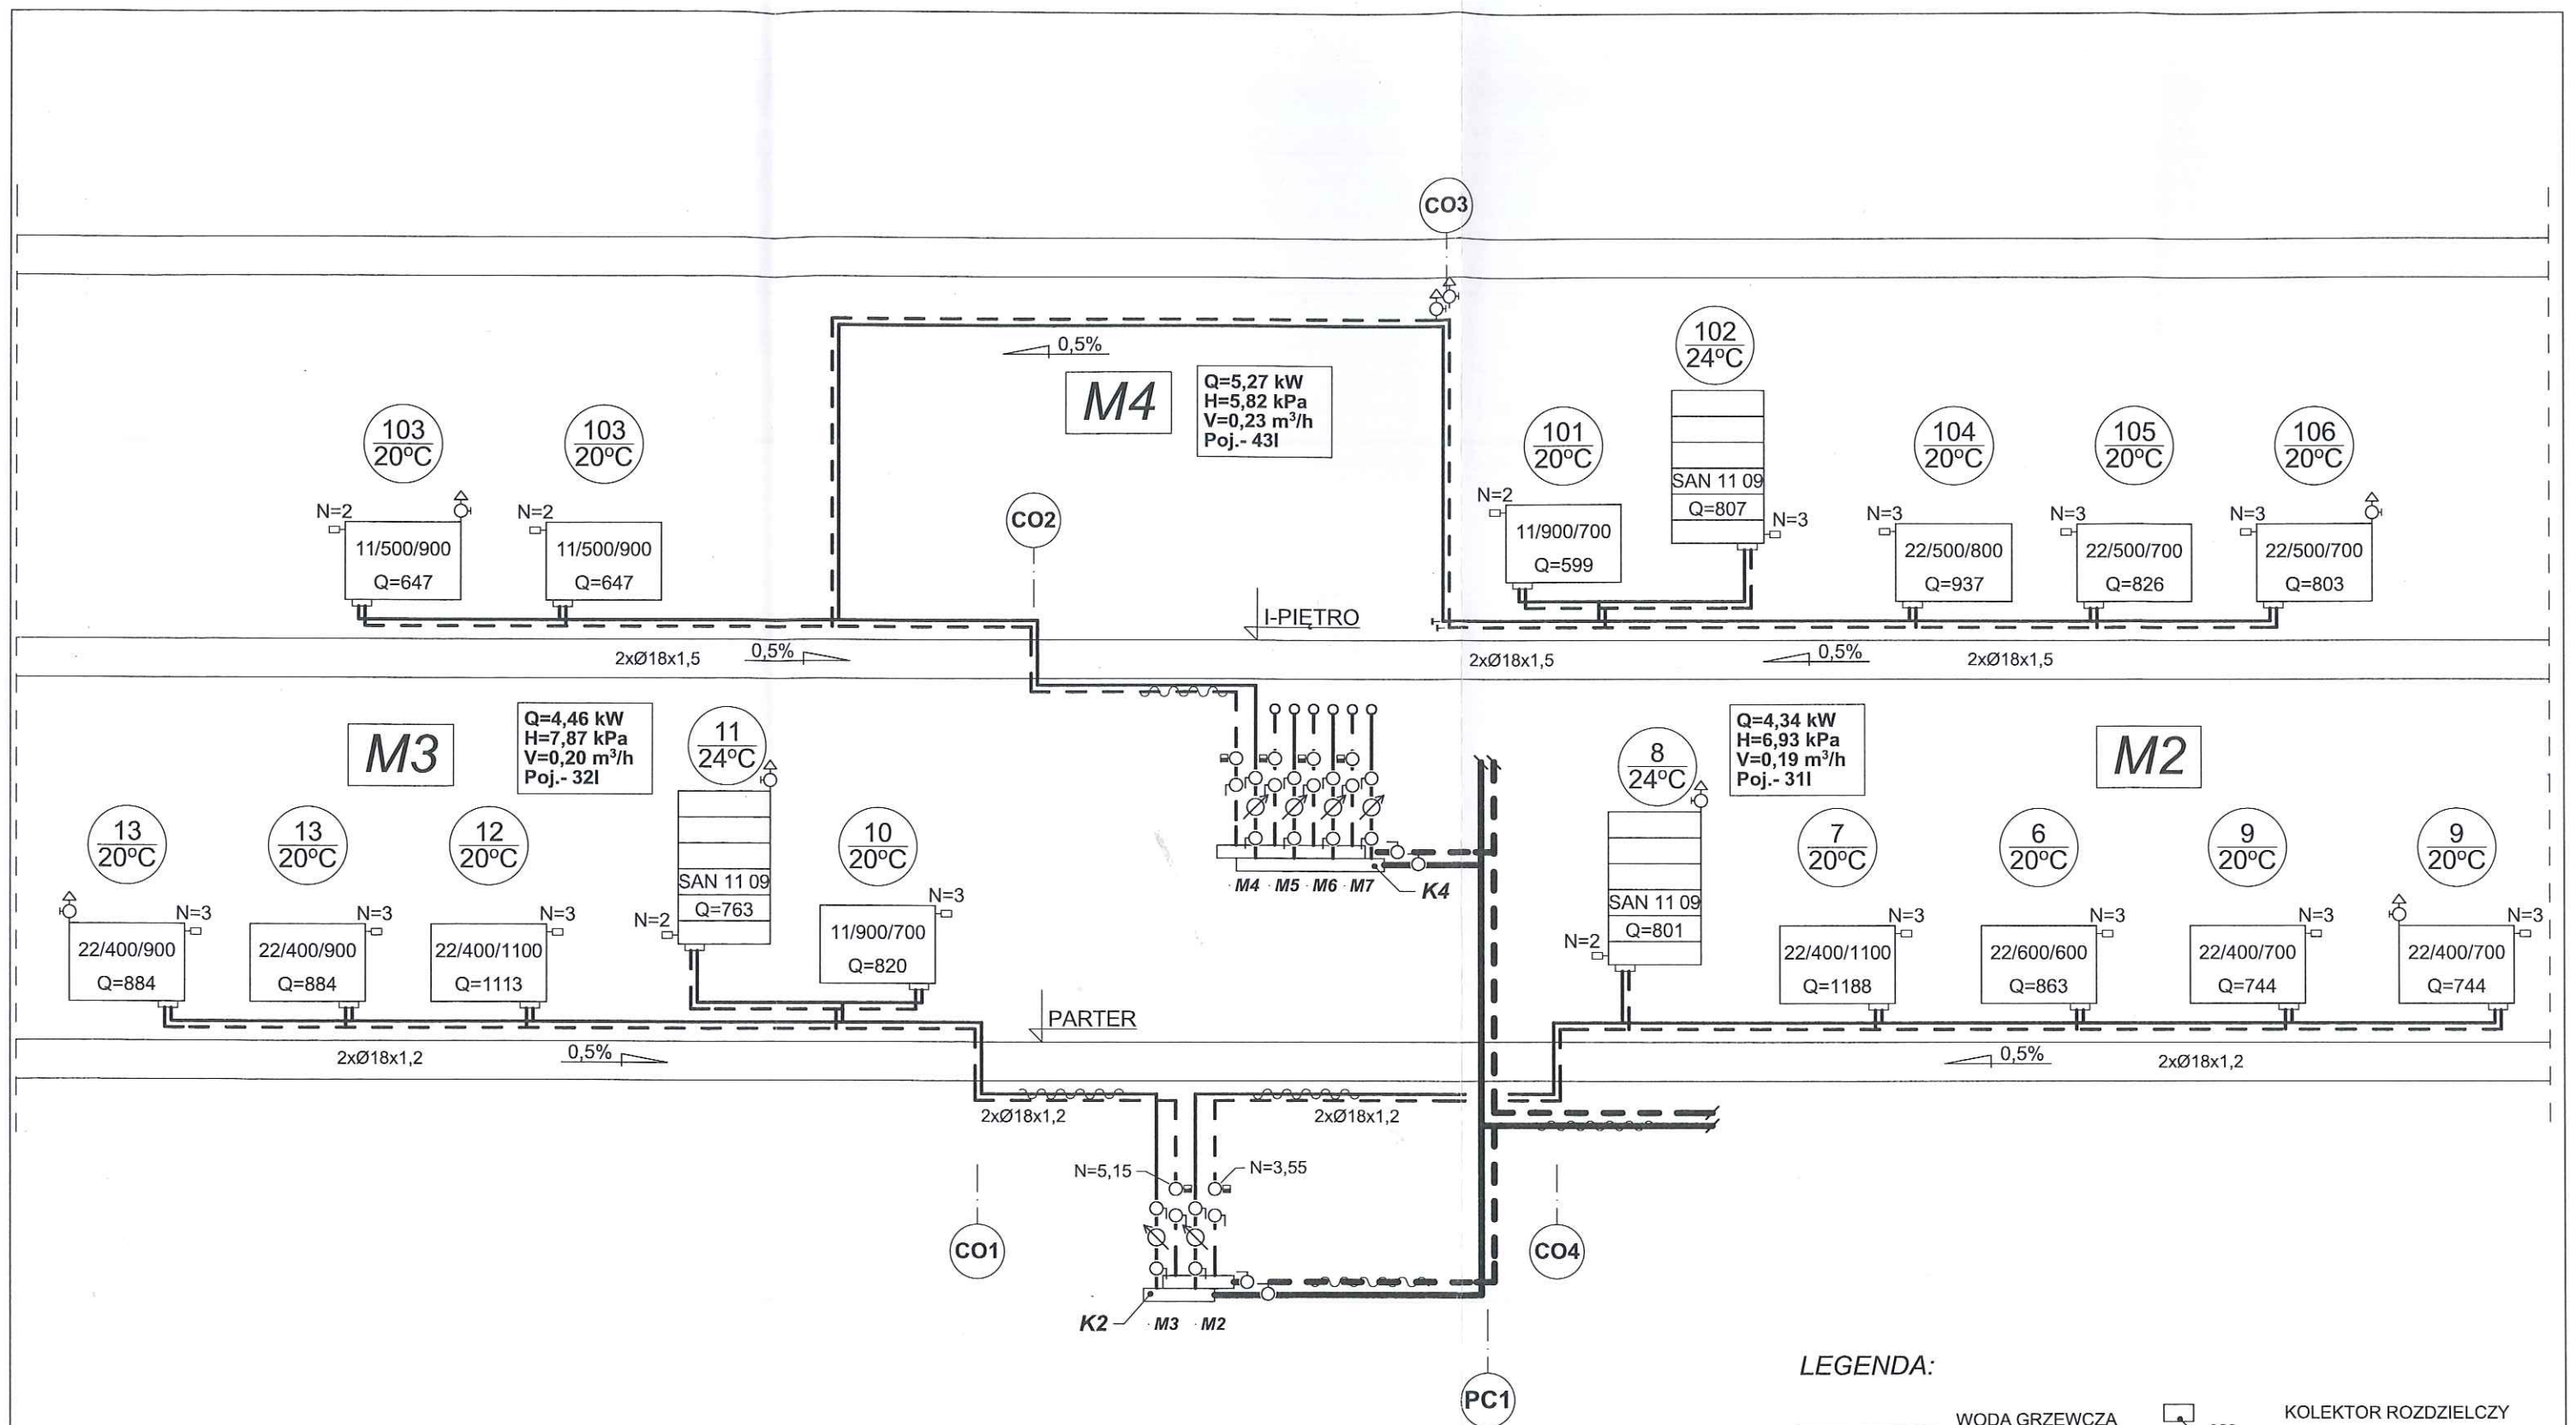 CO3
0,5%
M4
Q=5,27 kW
H=5,82 kPa
V=0,23 m³/h
Poj.- 43l
102
24°C
SAN 11 09
Q=807
N=3
103
20°C
N=2
11/500/900
Q=647
103
20°C
N=2
11/500/900
Q=647
CO2
101
20°C
N=2
11/900/700
Q=599
104
20°C
N=3
22/500/800
Q=937
105
20°C
N=3
22/500/700
Q=826
106
20°C
N=3
22/500/700
Q=803
I-PIĘTRO
2xØ18x1,5
0,5%
2xØ18x1,5
0,5%
2xØ18x1,5
M3
Q=4,46 kW
H=7,87 kPa
V=0,20 m³/h
Poj.- 32l
11
24°C
SAN 11 09
Q=763
N=2
13
20°C
N=3
22/400/900
Q=884
13
20°C
N=3
22/400/900
Q=884
12
20°C
N=3
22/400/1100
Q=1113
10
20°C
N=3
11/900/700
Q=820
M4 M5 M6 M7
K4
8
24°C
SAN 11 09
Q=801
N=2
Q=4,34 kW
H=6,93 kPa
V=0,19 m³/h
Poj.- 31l
M2
7
20°C
N=3
22/400/1100
Q=1188
6
20°C
N=3
22/600/600
Q=863
9
20°C
N=3
22/400/700
Q=744
9
20°C
N=3
22/400/700
Q=744
PARTER
2xØ18x1,2
0,5%
0,5%
2xØ18x1,2
2xØ18x1,2
2xØ18x1,2
N=5,15
N=3,55
CO1
CO4
K2
M3 M2
PC1
LEGENDA:
WODA GRZEWCZA
KOLEKTOR ROZDZIELCZY